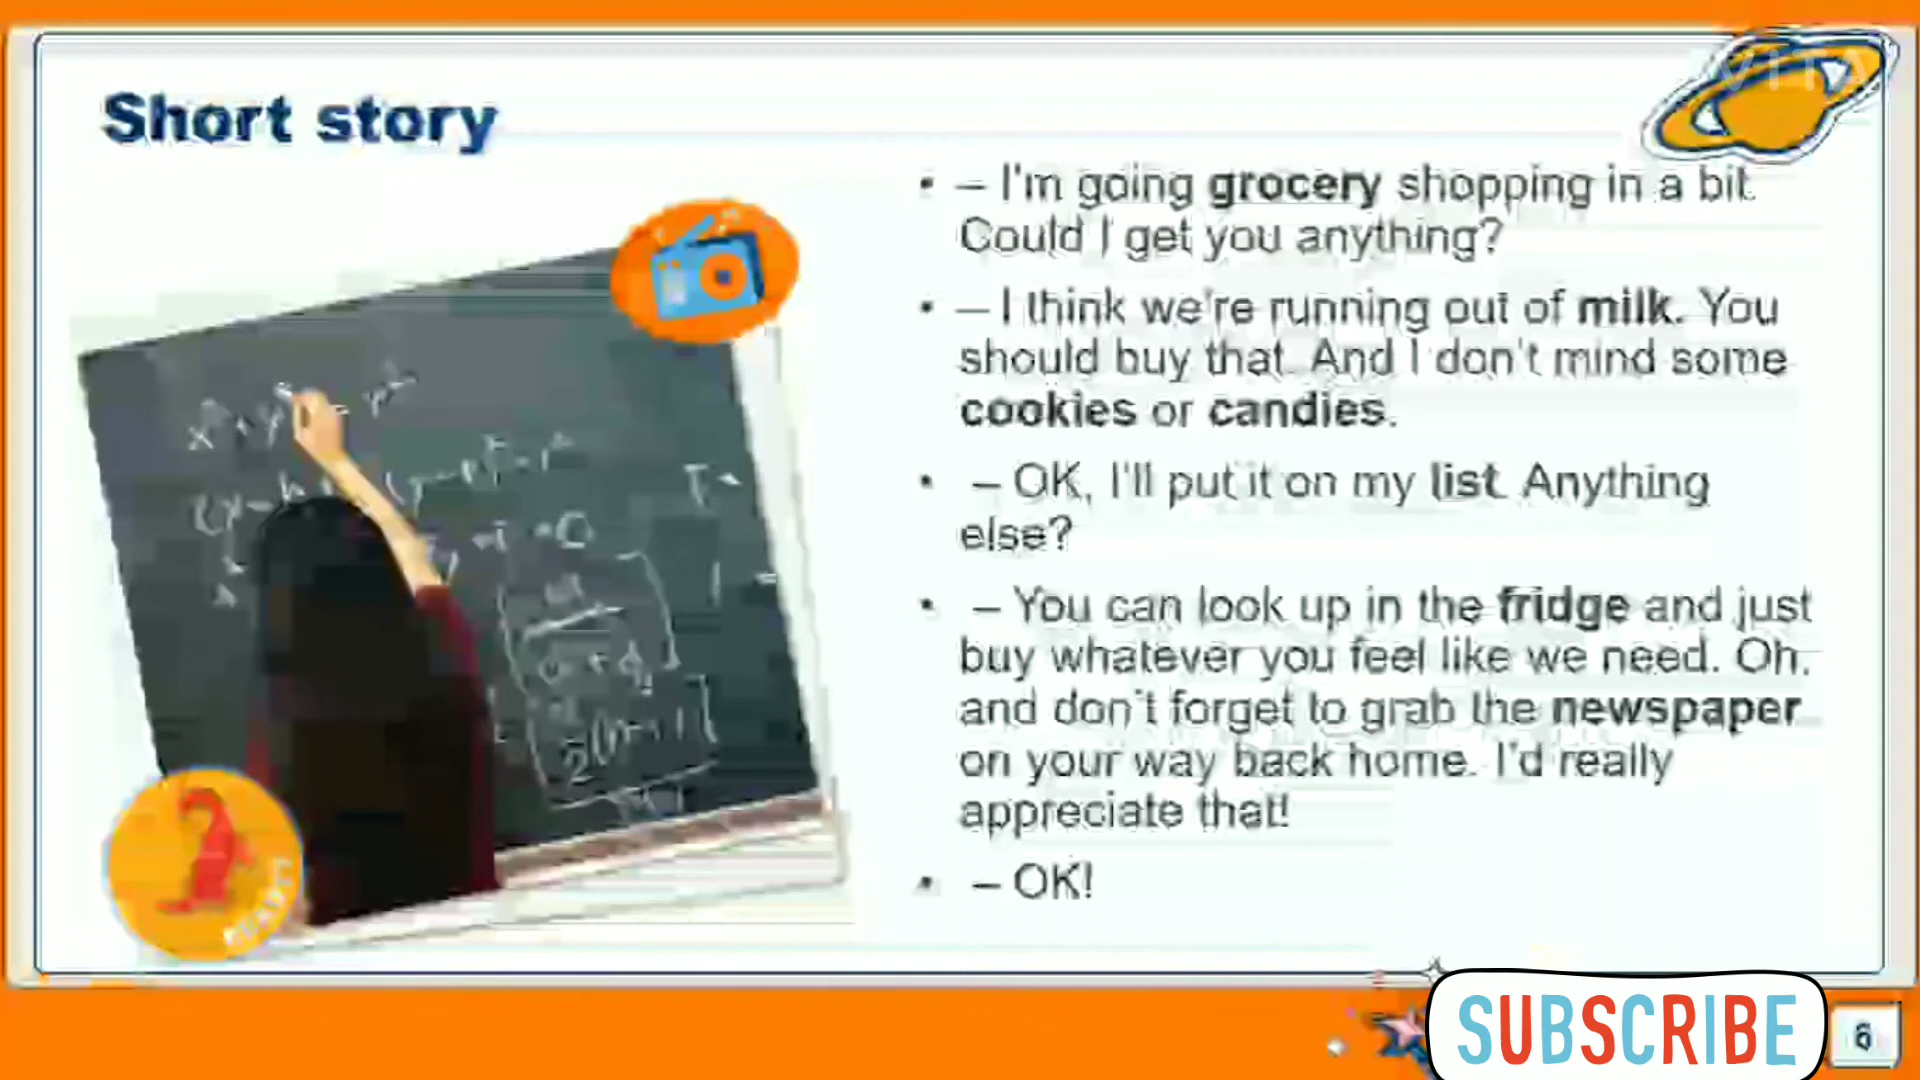 VITA
Short story
• – I'm going grocery shopping in a bit.
Could I get you anything?
• – I think we're running out of milk. You
should buy that. And I don't mind some
cookies or candies.
• – OK, I'll put it on my list. Anything
else?
• – You can look up in the fridge and just
buy whatever you feel like we need. Oh,
and don't forget to grab the newspaper
on your way back home. I'd really
appreciate that!
• – OK!
SUBSCRIBE
6